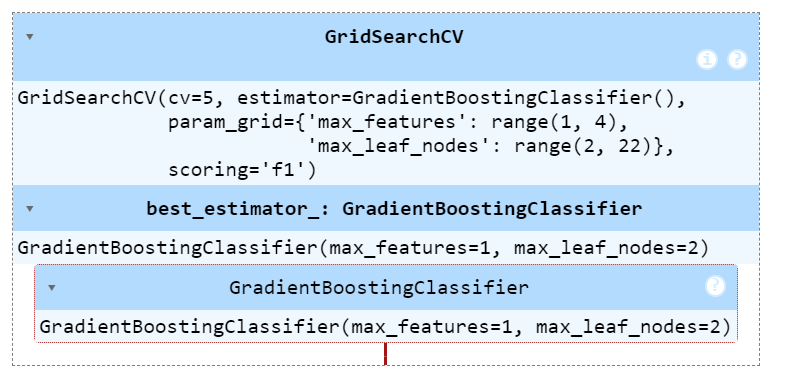 GridSearchCV
i ?
GridSearchCV(cv=5, estimator=GradientBoostingClassifier(),
param_grid={'max_features': range(1, 4),
'max_leaf_nodes': range(2, 22)},
scoring='f1')
best_estimator_: GradientBoostingClassifier
GradientBoostingClassifier(max_features=1, max_leaf_nodes=2)
GradientBoostingClassifier
?
GradientBoostingClassifier(max_features=1, max_leaf_nodes=2)